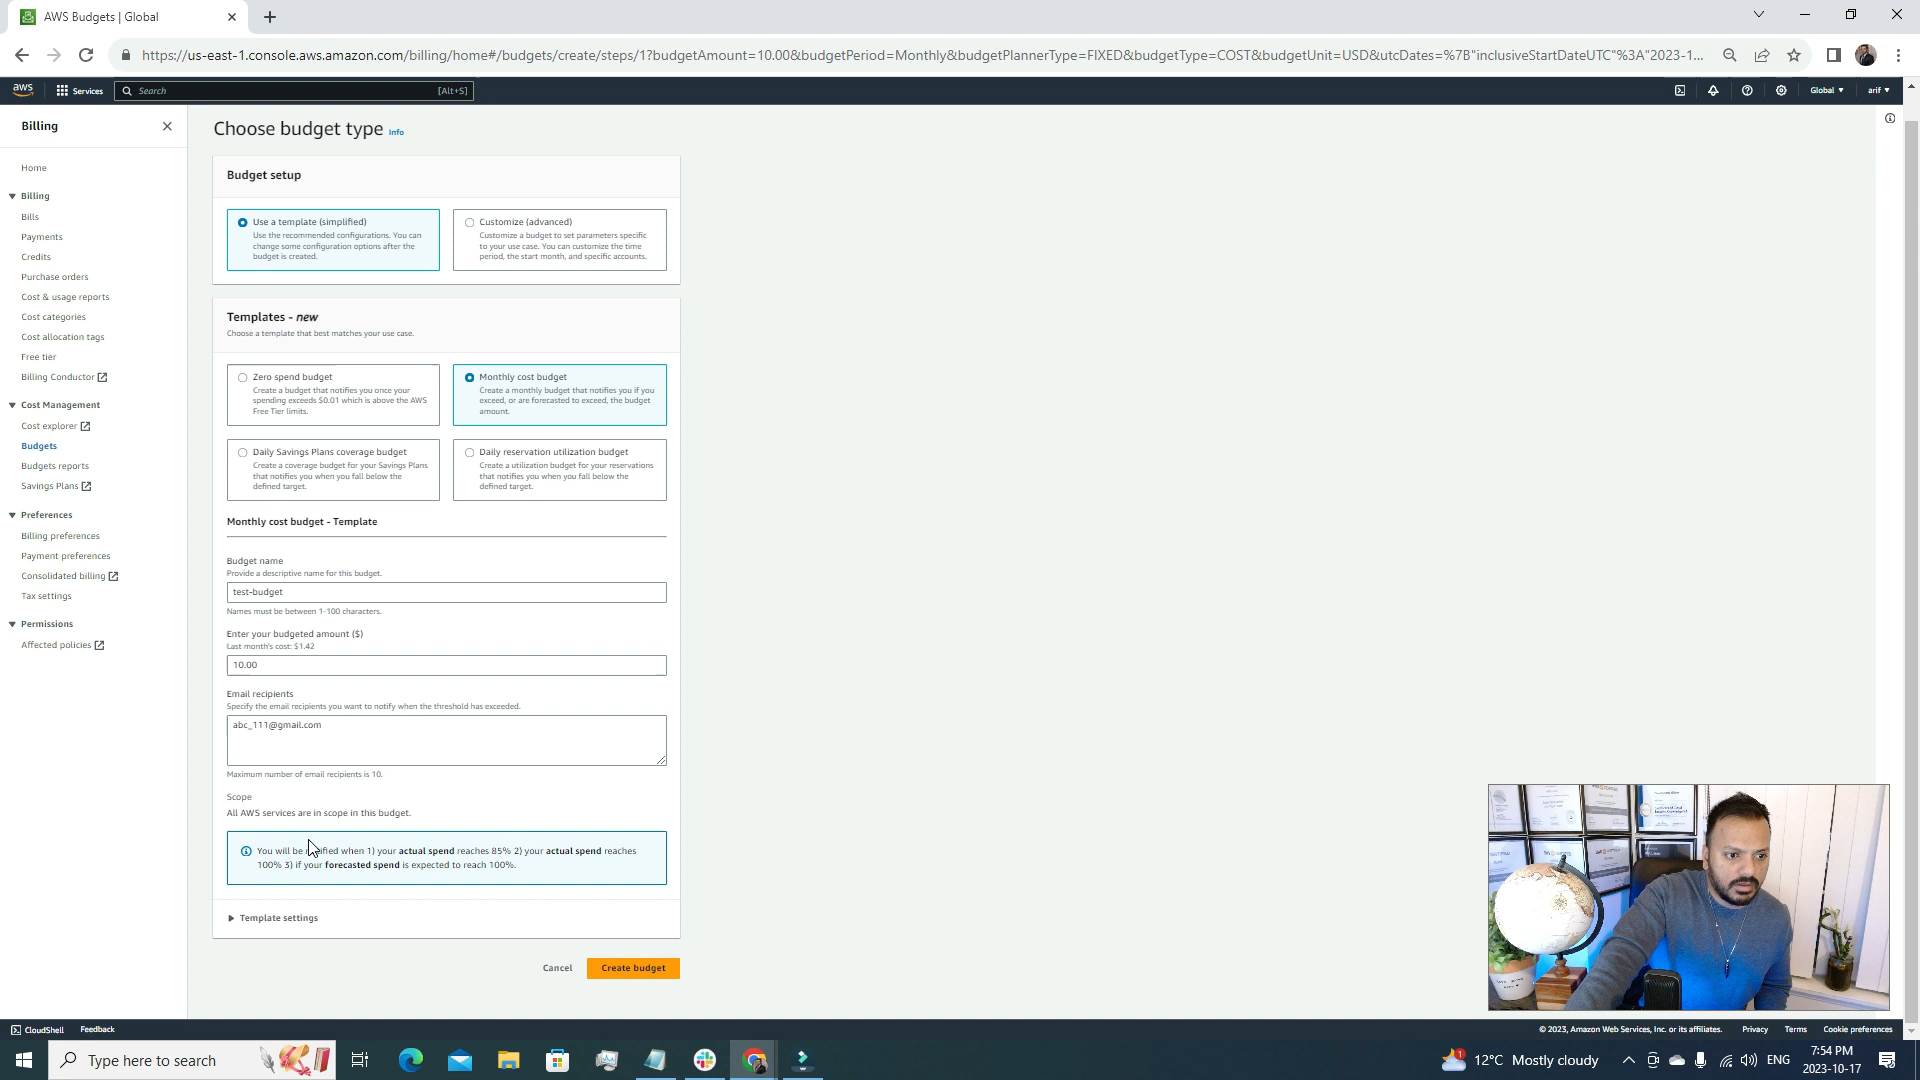 AWS Budgets | Global
https://us-east-1.console.aws.amazon.com/billing/home#/budgets/create/steps/1?budgetAmount=10.00&budgetPeriod=Monthly&budgetPlannerType=FIXED&budgetType=COST&budgetUnit=USD&utcDates=%7B"inclusiveStartDateUTC"%3A"2023-1...
aws
Services
Search
[Alt+S]
Global
arif
Billing
Home
Billing
Bills
Payments
Credits
Purchase orders
Cost & usage reports
Cost categories
Cost allocation tags
Free tier
Billing Conductor
Cost Management
Cost explorer
Budgets
Budgets reports
Savings Plans
Preferences
Billing preferences
Payment preferences
Consolidated billing
Tax settings
Permissions
Affected policies
Choose budget type Info
Budget setup
Use a template (simplified)
Use the recommended configurations. You can
change some configuration options after the
budget is created.
Customize (advanced)
Customize a budget to set parameters specific
to your use case. You can customize the time
period, the start month, and specific accounts.
Templates - new
Choose a template that best matches your use case.
Zero spend budget
Create a budget that notifies you once your
spending exceeds $0.01 which is above the AWS
Free Tier limits.
Monthly cost budget
Create a monthly budget that notifies you if you
exceed, or are forecasted to exceed, the budget
amount.
Daily Savings Plans coverage budget
Create a coverage budget for your Savings Plans
that notifies you when you fall below the
defined target.
Daily reservation utilization budget
Create a utilization budget for your reservations
that notifies you when you fall below the
defined target.
Monthly cost budget - Template
Budget name
Provide a descriptive name for this budget.
test-budget
Names must be between 1-100 characters.
Enter your budgeted amount ($)
Last month's cost: $1.42
10.00
Email recipients
Specify the email recipients you want to notify when the threshold has exceeded.
abc_111@gmail.com
Maximum number of email recipients is 10.
Scope
All AWS services are in scope in this budget.
You will be notified when 1) your actual spend reaches 85% 2) your actual spend reaches
100% 3) if your forecasted spend is expected to reach 100%.
Template settings
Cancel
Create budget
CloudShell
Feedback
© 2023, Amazon Web Services, Inc. or its affiliates.
Privacy
Terms
Cookie preferences
Type here to search
1
12°C Mostly cloudy
ENG
7:54 PM
2023-10-17